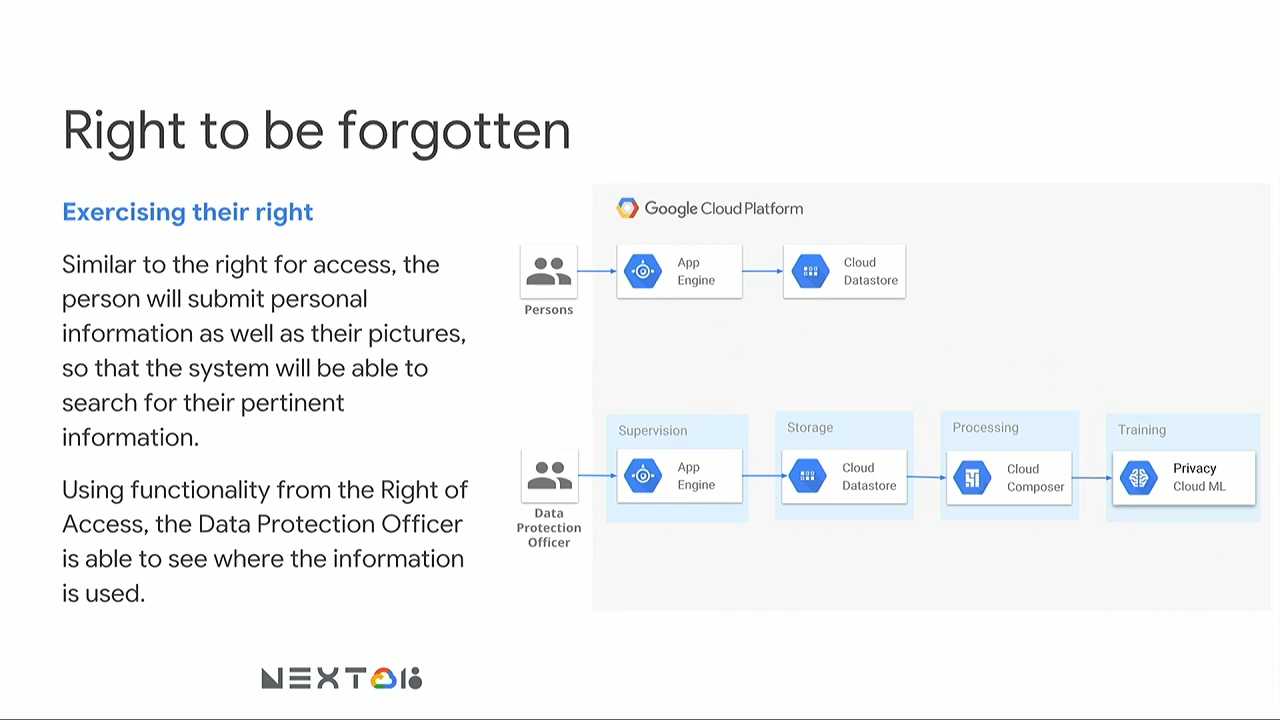 Right to be forgotten
Exercising their right
Similar to the right for access, the
person will submit personal
information as well as their pictures,
so that the system will be able to
search for their pertinent
information.
Using functionality from the Right of
Access, the Data Protection Officer
is able to see where the information
is used.
Google Cloud Platform
Persons
App
Engine
Cloud
Datastore
Data
Protection
Officer
Supervision
App
Engine
Storage
Cloud
Datastore
Processing
Cloud
Composer
Training
Privacy
Cloud ML
NEXT18